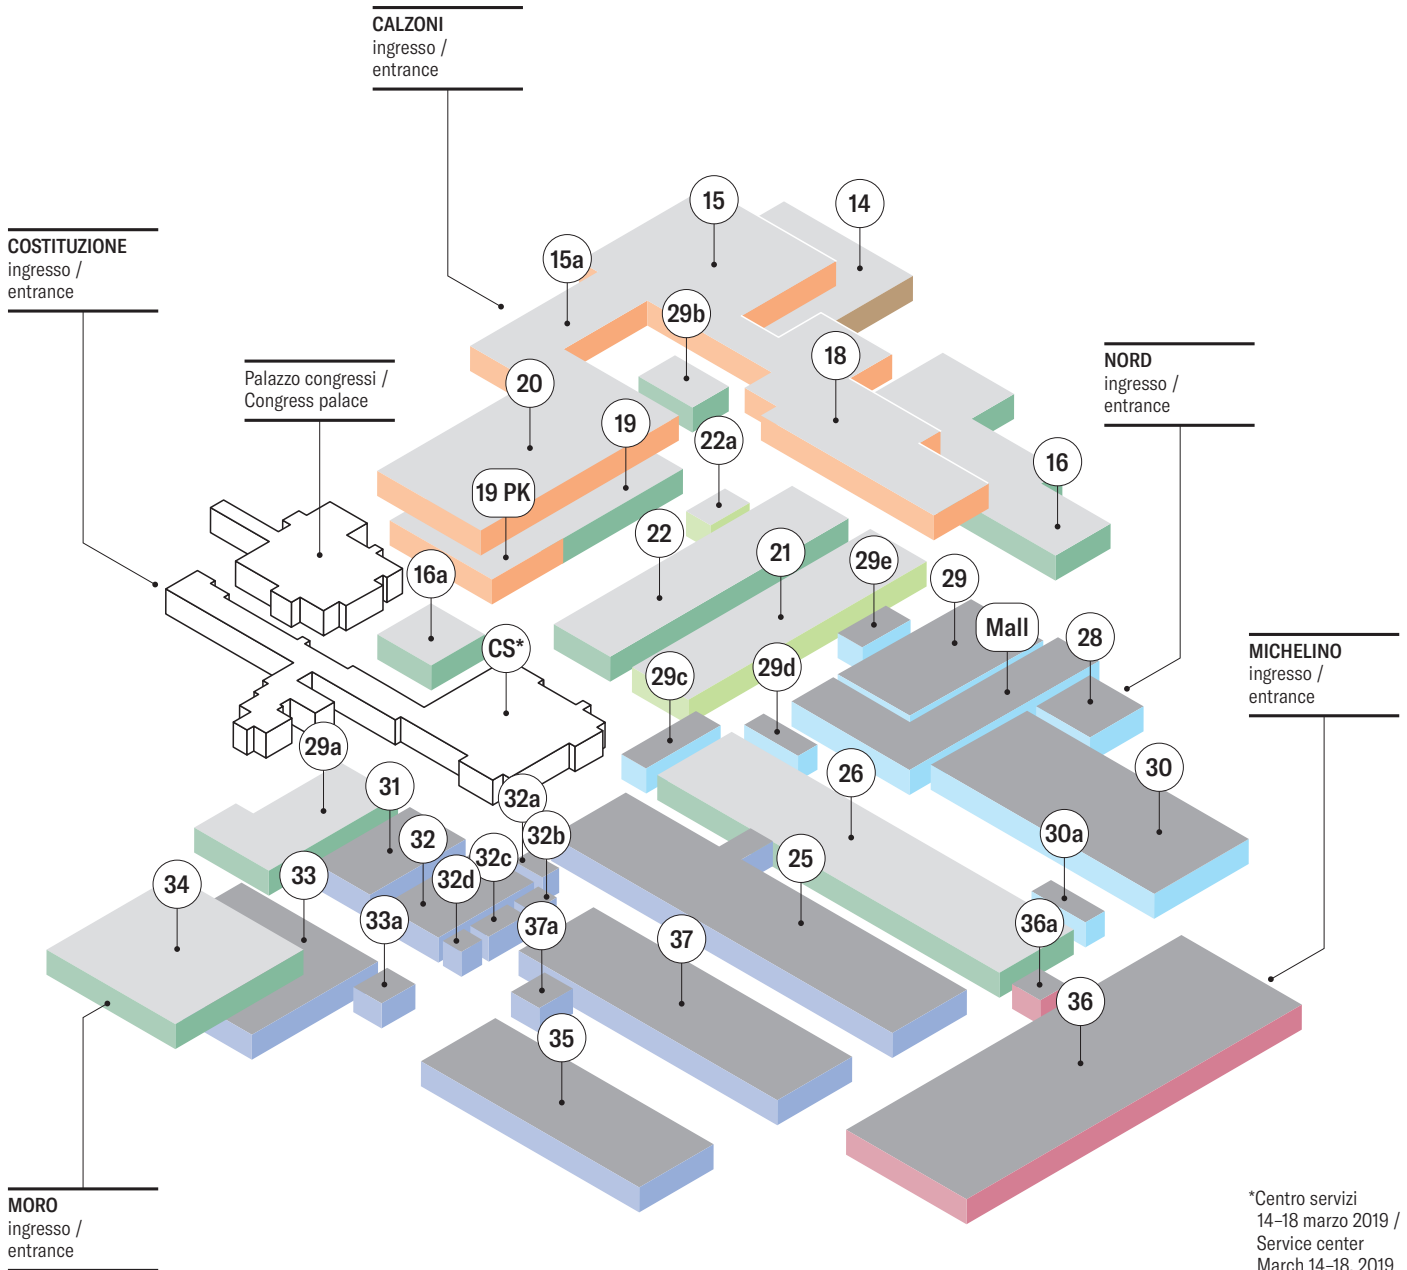 CALZONI
ingresso /
entrance
15
14
COSTITUZIONE
ingresso /
entrance
15a
29b
18
NORD
ingresso /
entrance
Palazzo congressi /
Congress palace
20
19
22a
16
19 PK
22
21
29e
29
16a
Mall
28
CS*
29c
29d
MICHELINO
ingresso /
entrance
29a
31
32a
26
30
32
32c
32b
30a
25
34
33
32d
33a
37a
37
36a
36
35
MORO
ingresso /
entrance
*Centro servizi
14–18 marzo 2019 /
Service center
March 14–18, 2019